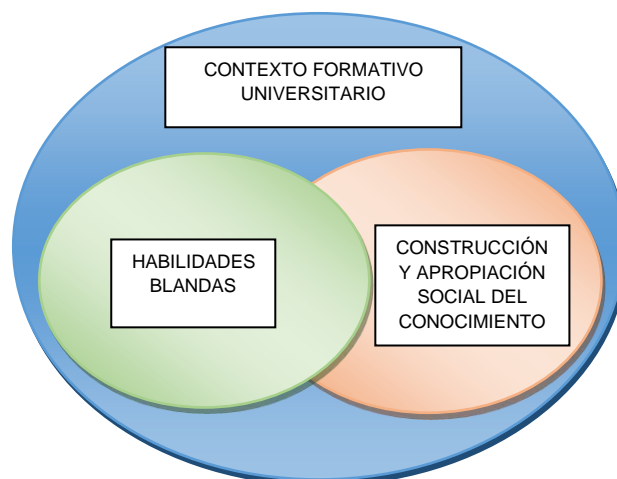 CONTEXTO FORMATIVO
UNIVERSITARIO
HABILIDADES
BLANDAS
CONSTRUCCIÓN
Y APROPIACIÓN
SOCIAL DEL
CONOCIMIENTO